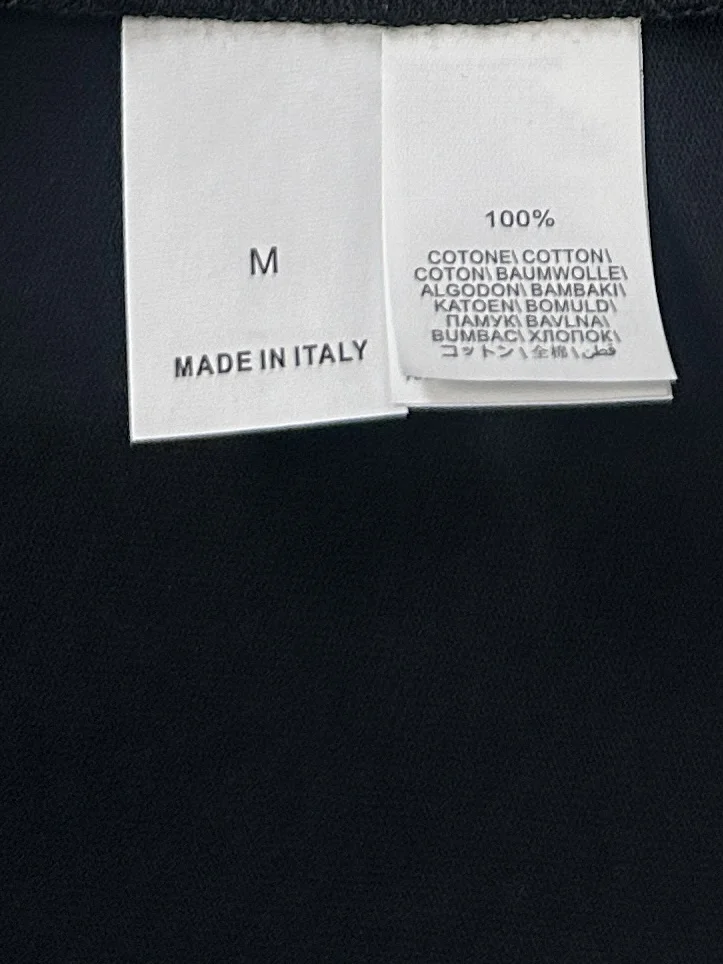 M
MADE IN ITALY
100%
COTONE\ COTTON\
COTON\ BAUMWOLLE\
ALGODON\ BAMBAKI\
KATOEN\ BOMULD\
ПАМУК\ BAVLNA\
BUMBAC\ ХЛОПОК\
コットン\ 全棉\ قطن